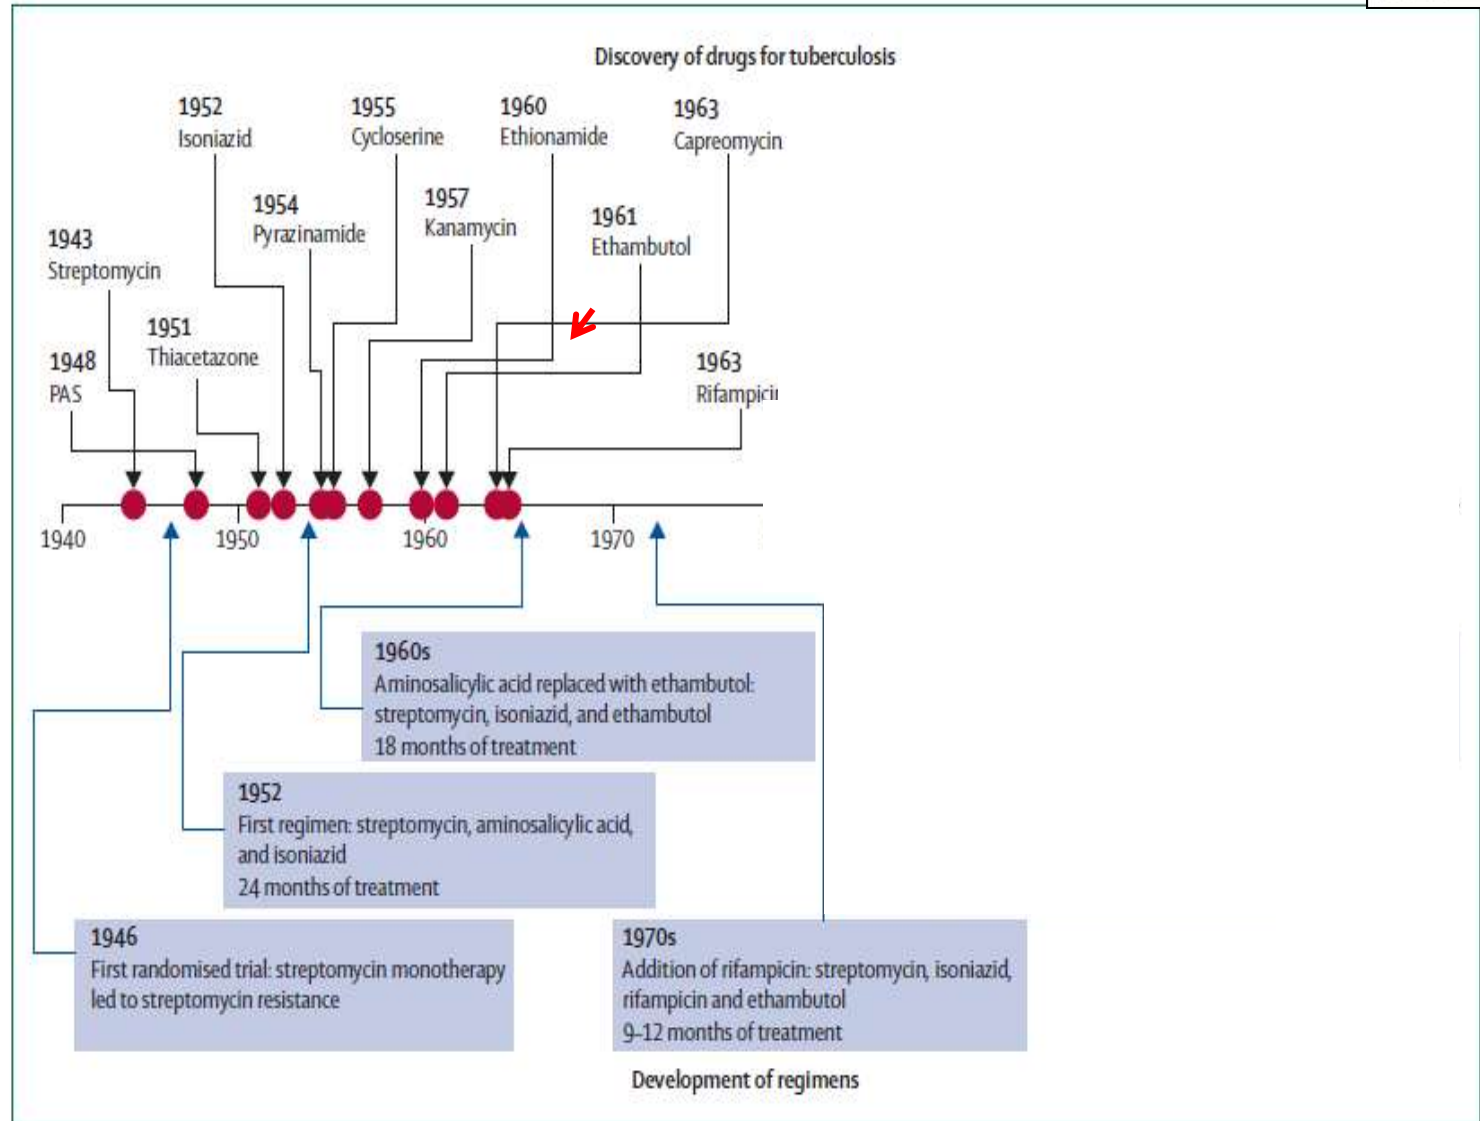 Discovery of drugs for tuberculosis
1952
Isoniazid
1955
Cycloserine
1960
Ethionamide
1963
Capreomycin
1954
Pyrazinamide
1957
Kanamycin
1961
Ethambutol
1943
Streptomycin
1951
Thiacetazone
1948
PAS
1963
Rifampicin
1940
1950
1960
1970
1960s
Aminosalicylic acid replaced with ethambutol:
streptomycin, isoniazid, and ethambutol
18 months of treatment
1952
First regimen: streptomycin, aminosalicylic acid,
and isoniazid
24 months of treatment
1946
First randomised trial: streptomycin monotherapy
led to streptomycin resistance
1970s
Addition of rifampicin: streptomycin, isoniazid,
rifampicin and ethambutol
9–12 months of treatment
Development of regimens